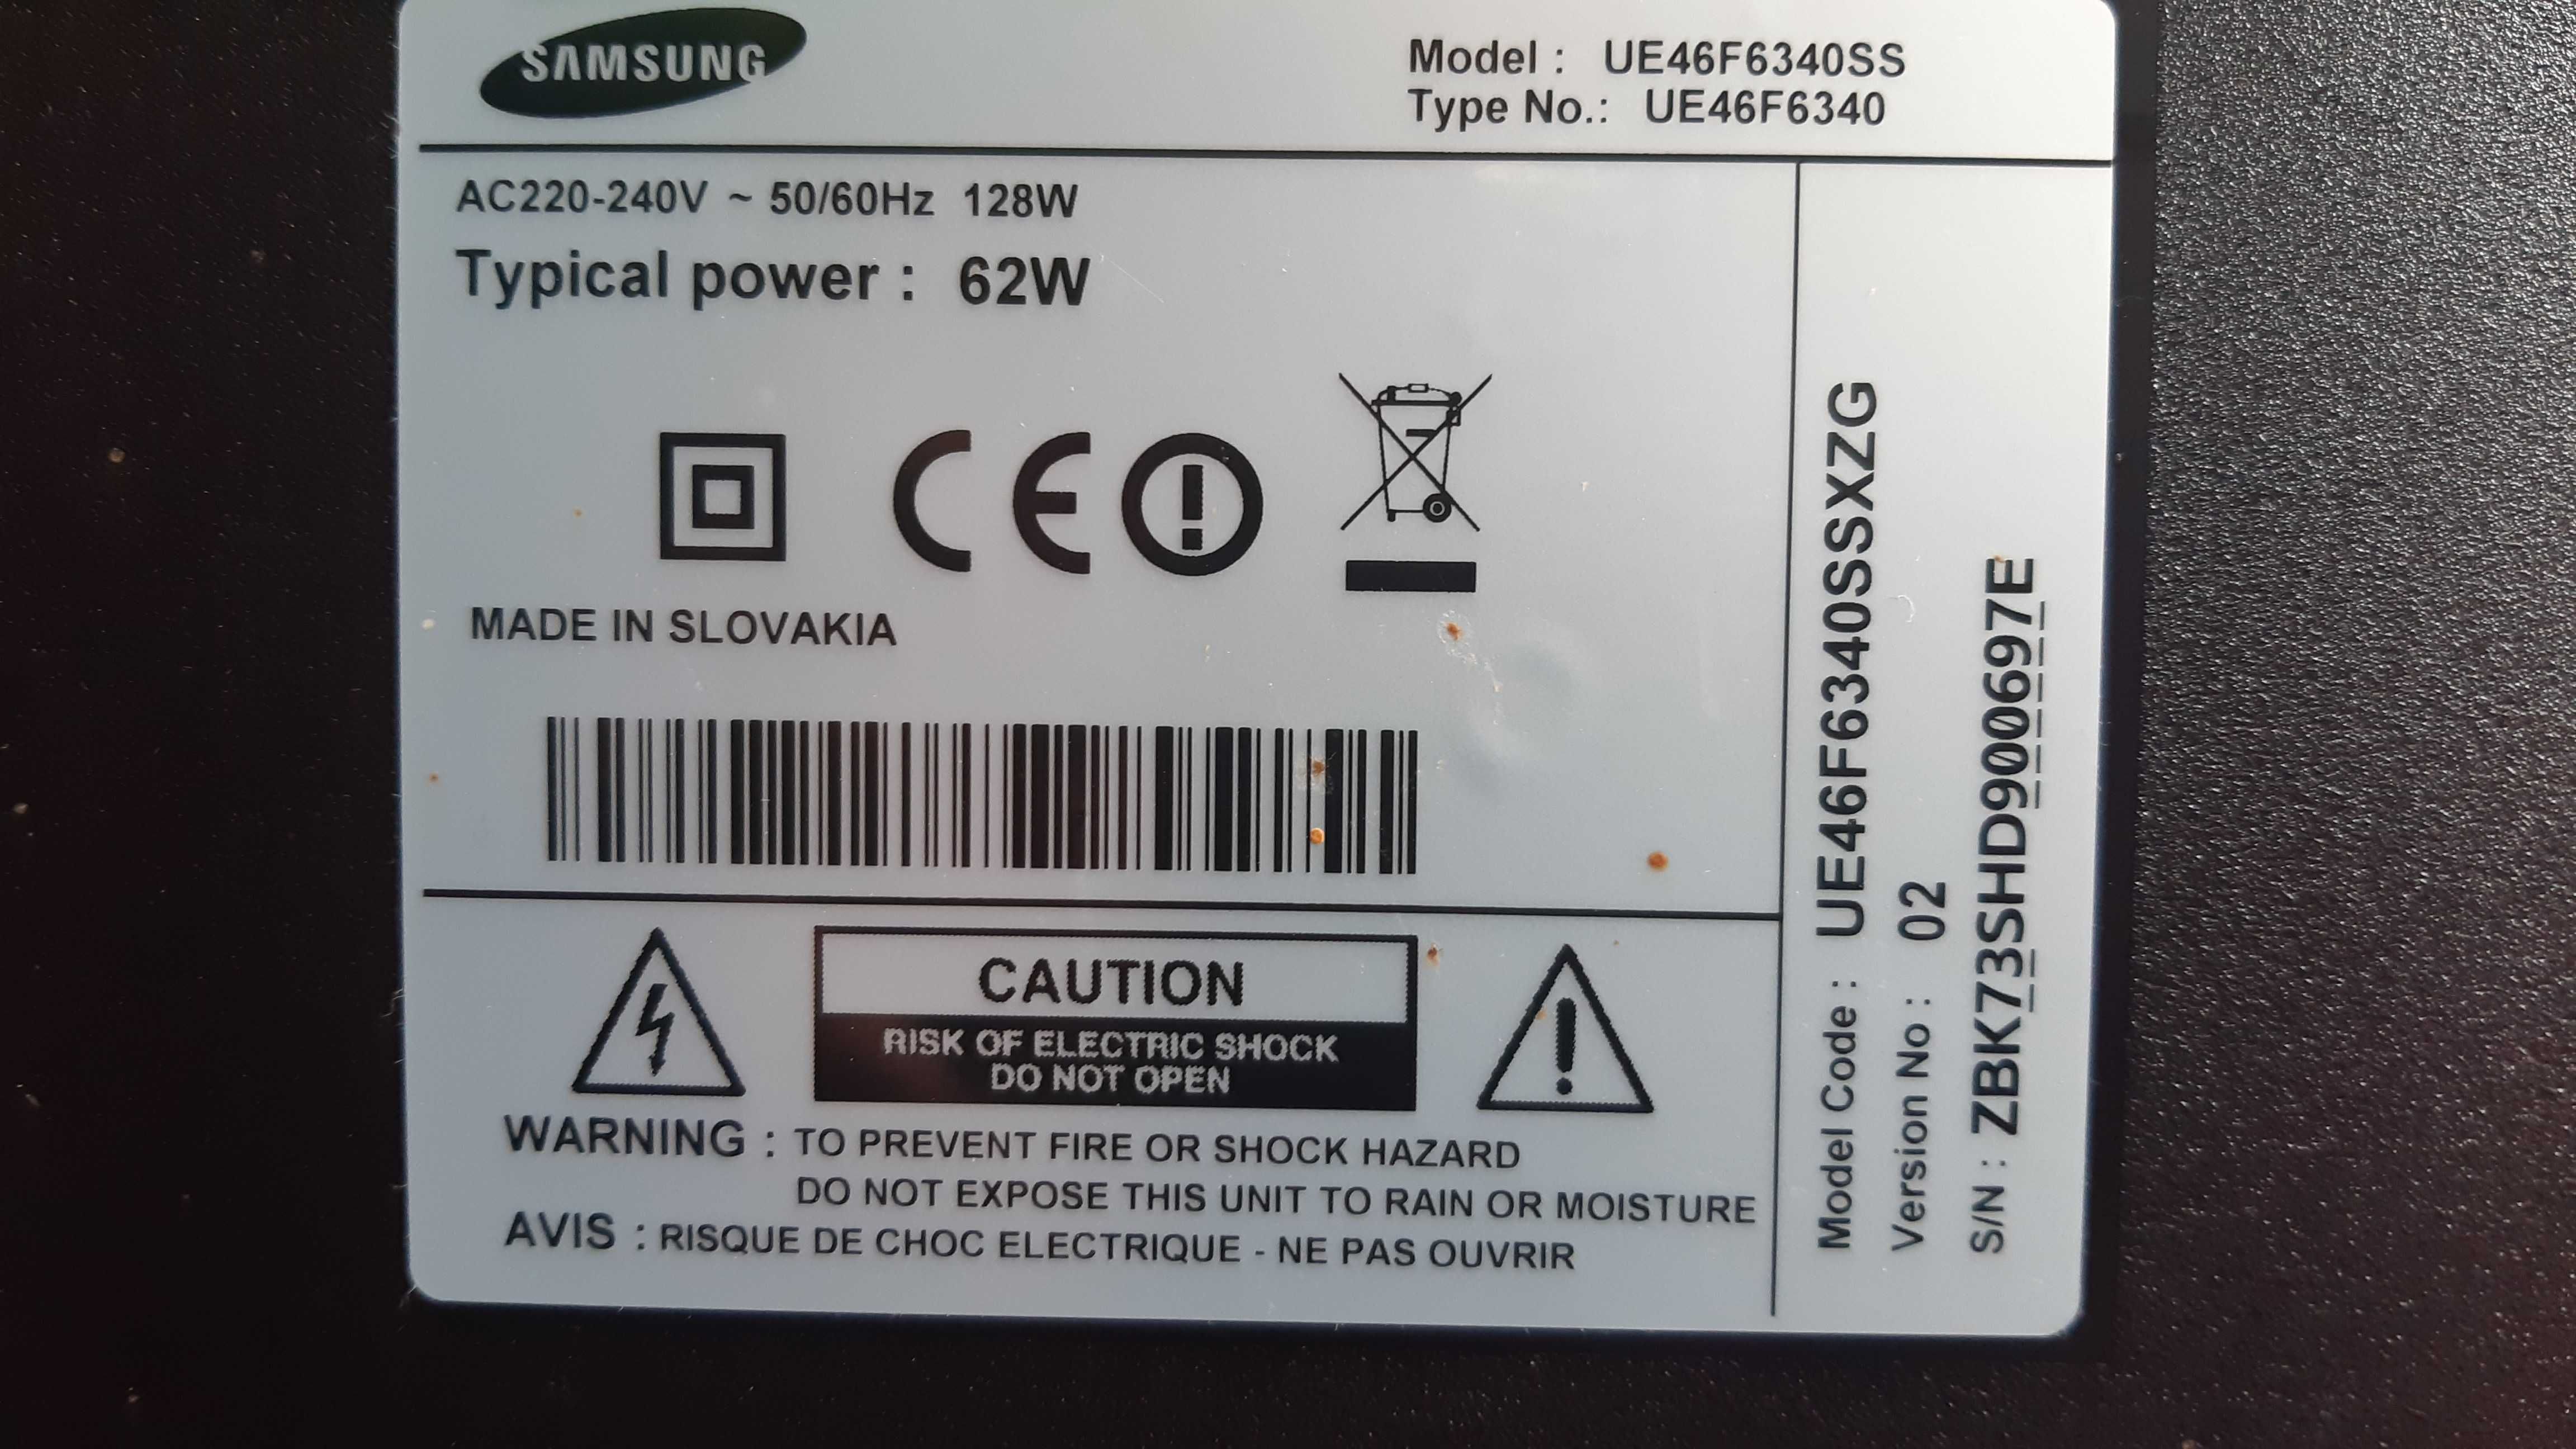 SAMSUNG
Model : UE46F6340SS
Type No.: UE46F6340
AC220-240V ~ 50/60Hz 128W
Typical power : 62W
CE
MADE IN SLOVAKIA
CAUTION
RISK OF ELECTRIC SHOCK
DO NOT OPEN
WARNING : TO PREVENT FIRE OR SHOCK HAZARD
DO NOT EXPOSE THIS UNIT TO RAIN OR MOISTURE
AVIS : RISQUE DE CHOC ELECTRIQUE - NE PAS OUVRIR
Model Code : UE46F6340SSXZG
Version No : 02
S/N : ZBK73SHD900697E